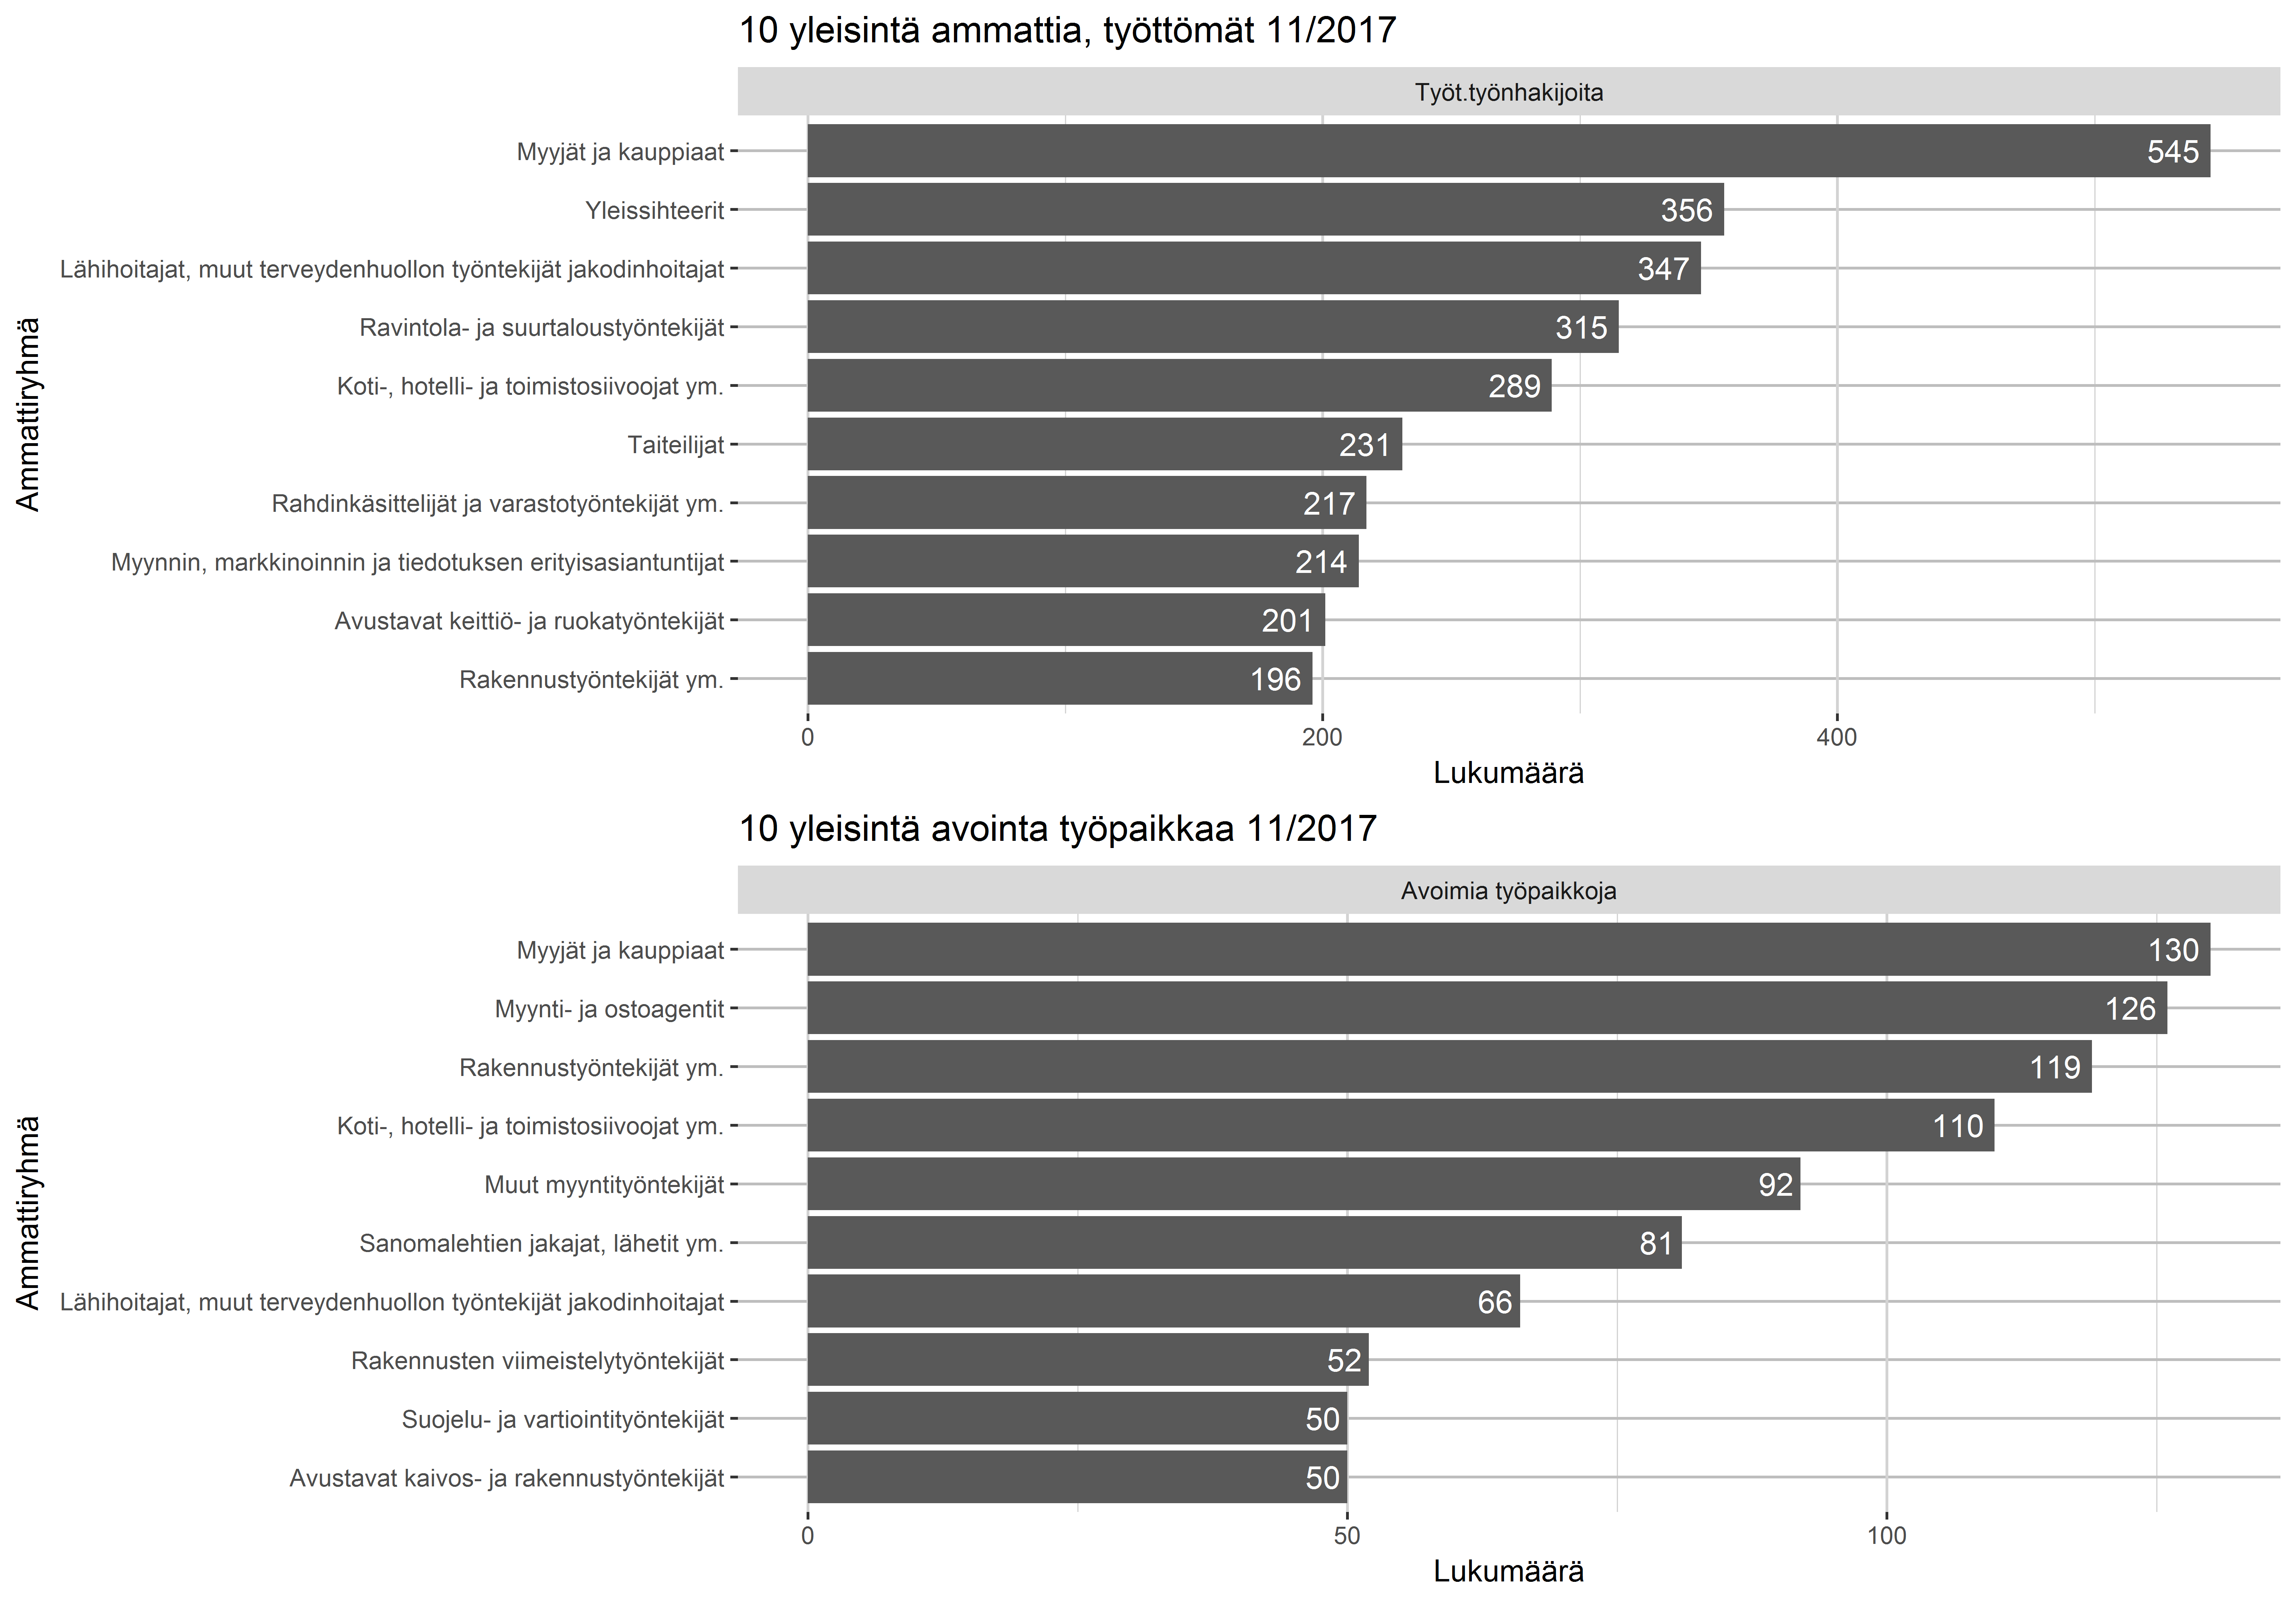 10 yleisintä ammattia, työttömät 11/2017
Työt.työnhakijoita
Ammattiryhmä
Myyjät ja kauppiaat 545
Yleissihteerit 356
Lähihoitajat, muut terveydenhuollon työntekijät jakodinhoitajat 347
Ravintola- ja suurtaloustyöntekijät 315
Koti-, hotelli- ja toimistosiivoojat ym. 289
Taiteilijat 231
Rahdinkäsittelijät ja varastotyöntekijät ym. 217
Myynnin, markkinoinnin ja tiedotuksen erityisasiantuntijat 214
Avustavat keittiö- ja ruokatyöntekijät 201
Rakennustyöntekijät ym. 196
0 200 400
Lukumäärä
10 yleisintä avointa työpaikkaa 11/2017
Avoimia työpaikkoja
Ammattiryhmä
Myyjät ja kauppiaat 130
Myynti- ja ostoagentit 126
Rakennustyöntekijät ym. 119
Koti-, hotelli- ja toimistosiivoojat ym. 110
Muut myyntityöntekijät 92
Sanomalehtien jakajat, lähetit ym. 81
Lähihoitajat, muut terveydenhuollon työntekijät jakodinhoitajat 66
Rakennusten viimeistelytyöntekijät 52
Suojelu- ja vartiointityöntekijät 50
Avustavat kaivos- ja rakennustyöntekijät 50
0 50 100
Lukumäärä